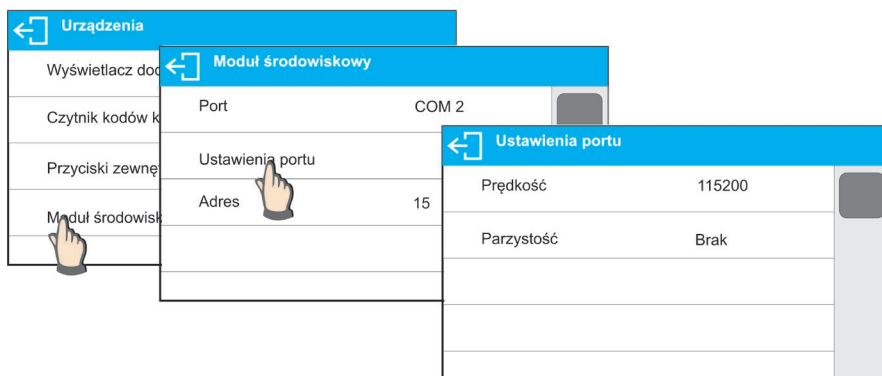 Urządzenia
Wyświetlacz doc
Czytnik kodów k
Przyciski zewnę
Moduł środowisk
Moduł środowiskowy
Port COM 2
Ustawienia portu
Adres 15
Ustawienia portu
Prędkość 115200
Parzystość Brak